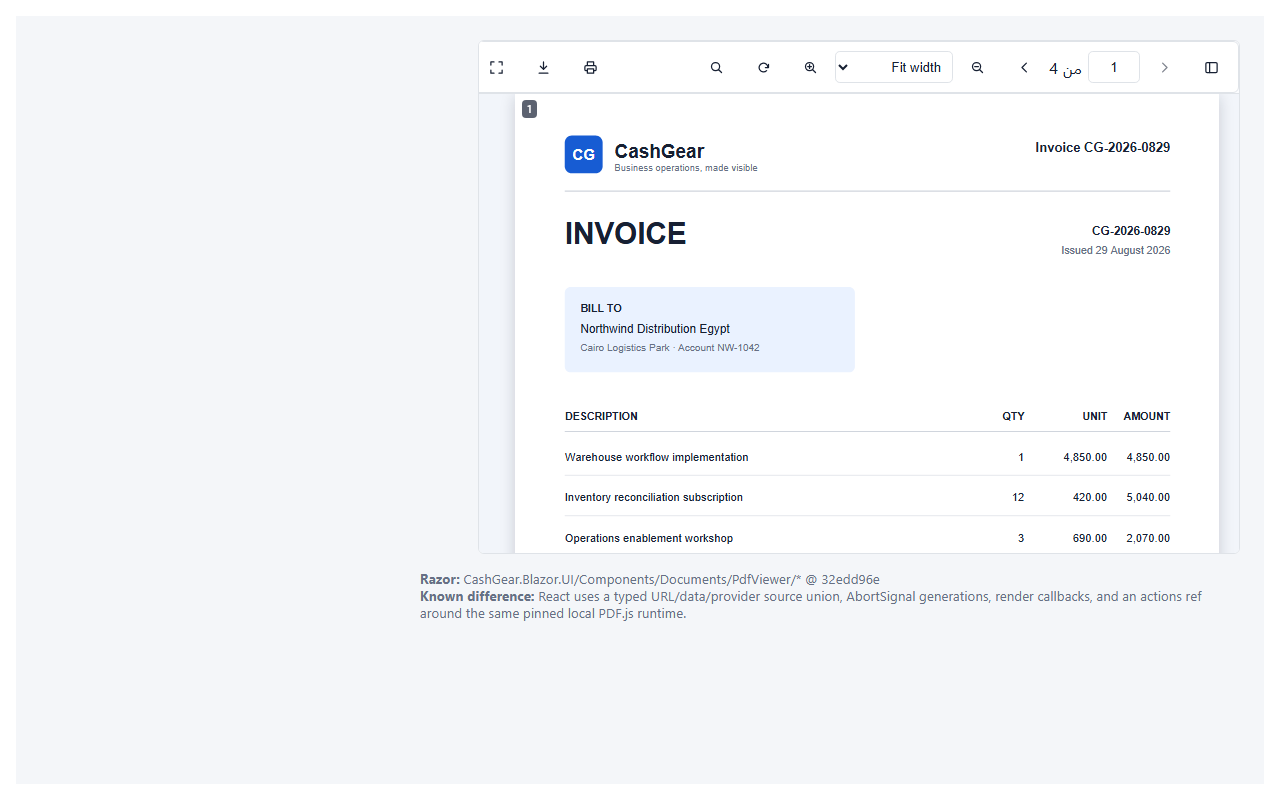 Fit width
من 4
1
1
CG
CashGear
Business operations, made visible
Invoice CG-2026-0829
INVOICE
CG-2026-0829
Issued 29 August 2026
BILL TO
Northwind Distribution Egypt
Cairo Logistics Park · Account NW-1042
DESCRIPTION QTY UNIT AMOUNT
Warehouse workflow implementation 1 4,850.00 4,850.00
Inventory reconciliation subscription 12 420.00 5,040.00
Operations enablement workshop 3 690.00 2,070.00
Razor: CashGear.Blazor.UI/Components/Documents/PdfViewer/* @ 32edd96e
Known difference: React uses a typed URL/data/provider source union, AbortSignal generations, render callbacks, and an actions ref
around the same pinned local PDF.js runtime.